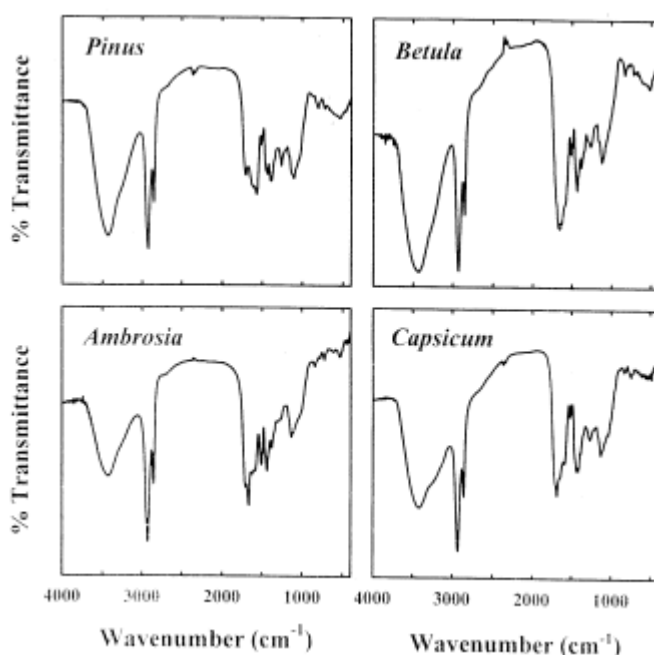 Pinus
Betula
% Transmittance
Ambrosia
Capsicum
% Transmittance
4000 3000 2000 1000
4000 3000 2000 1000
Wavenumber (cm-1)
Wavenumber (cm-1)